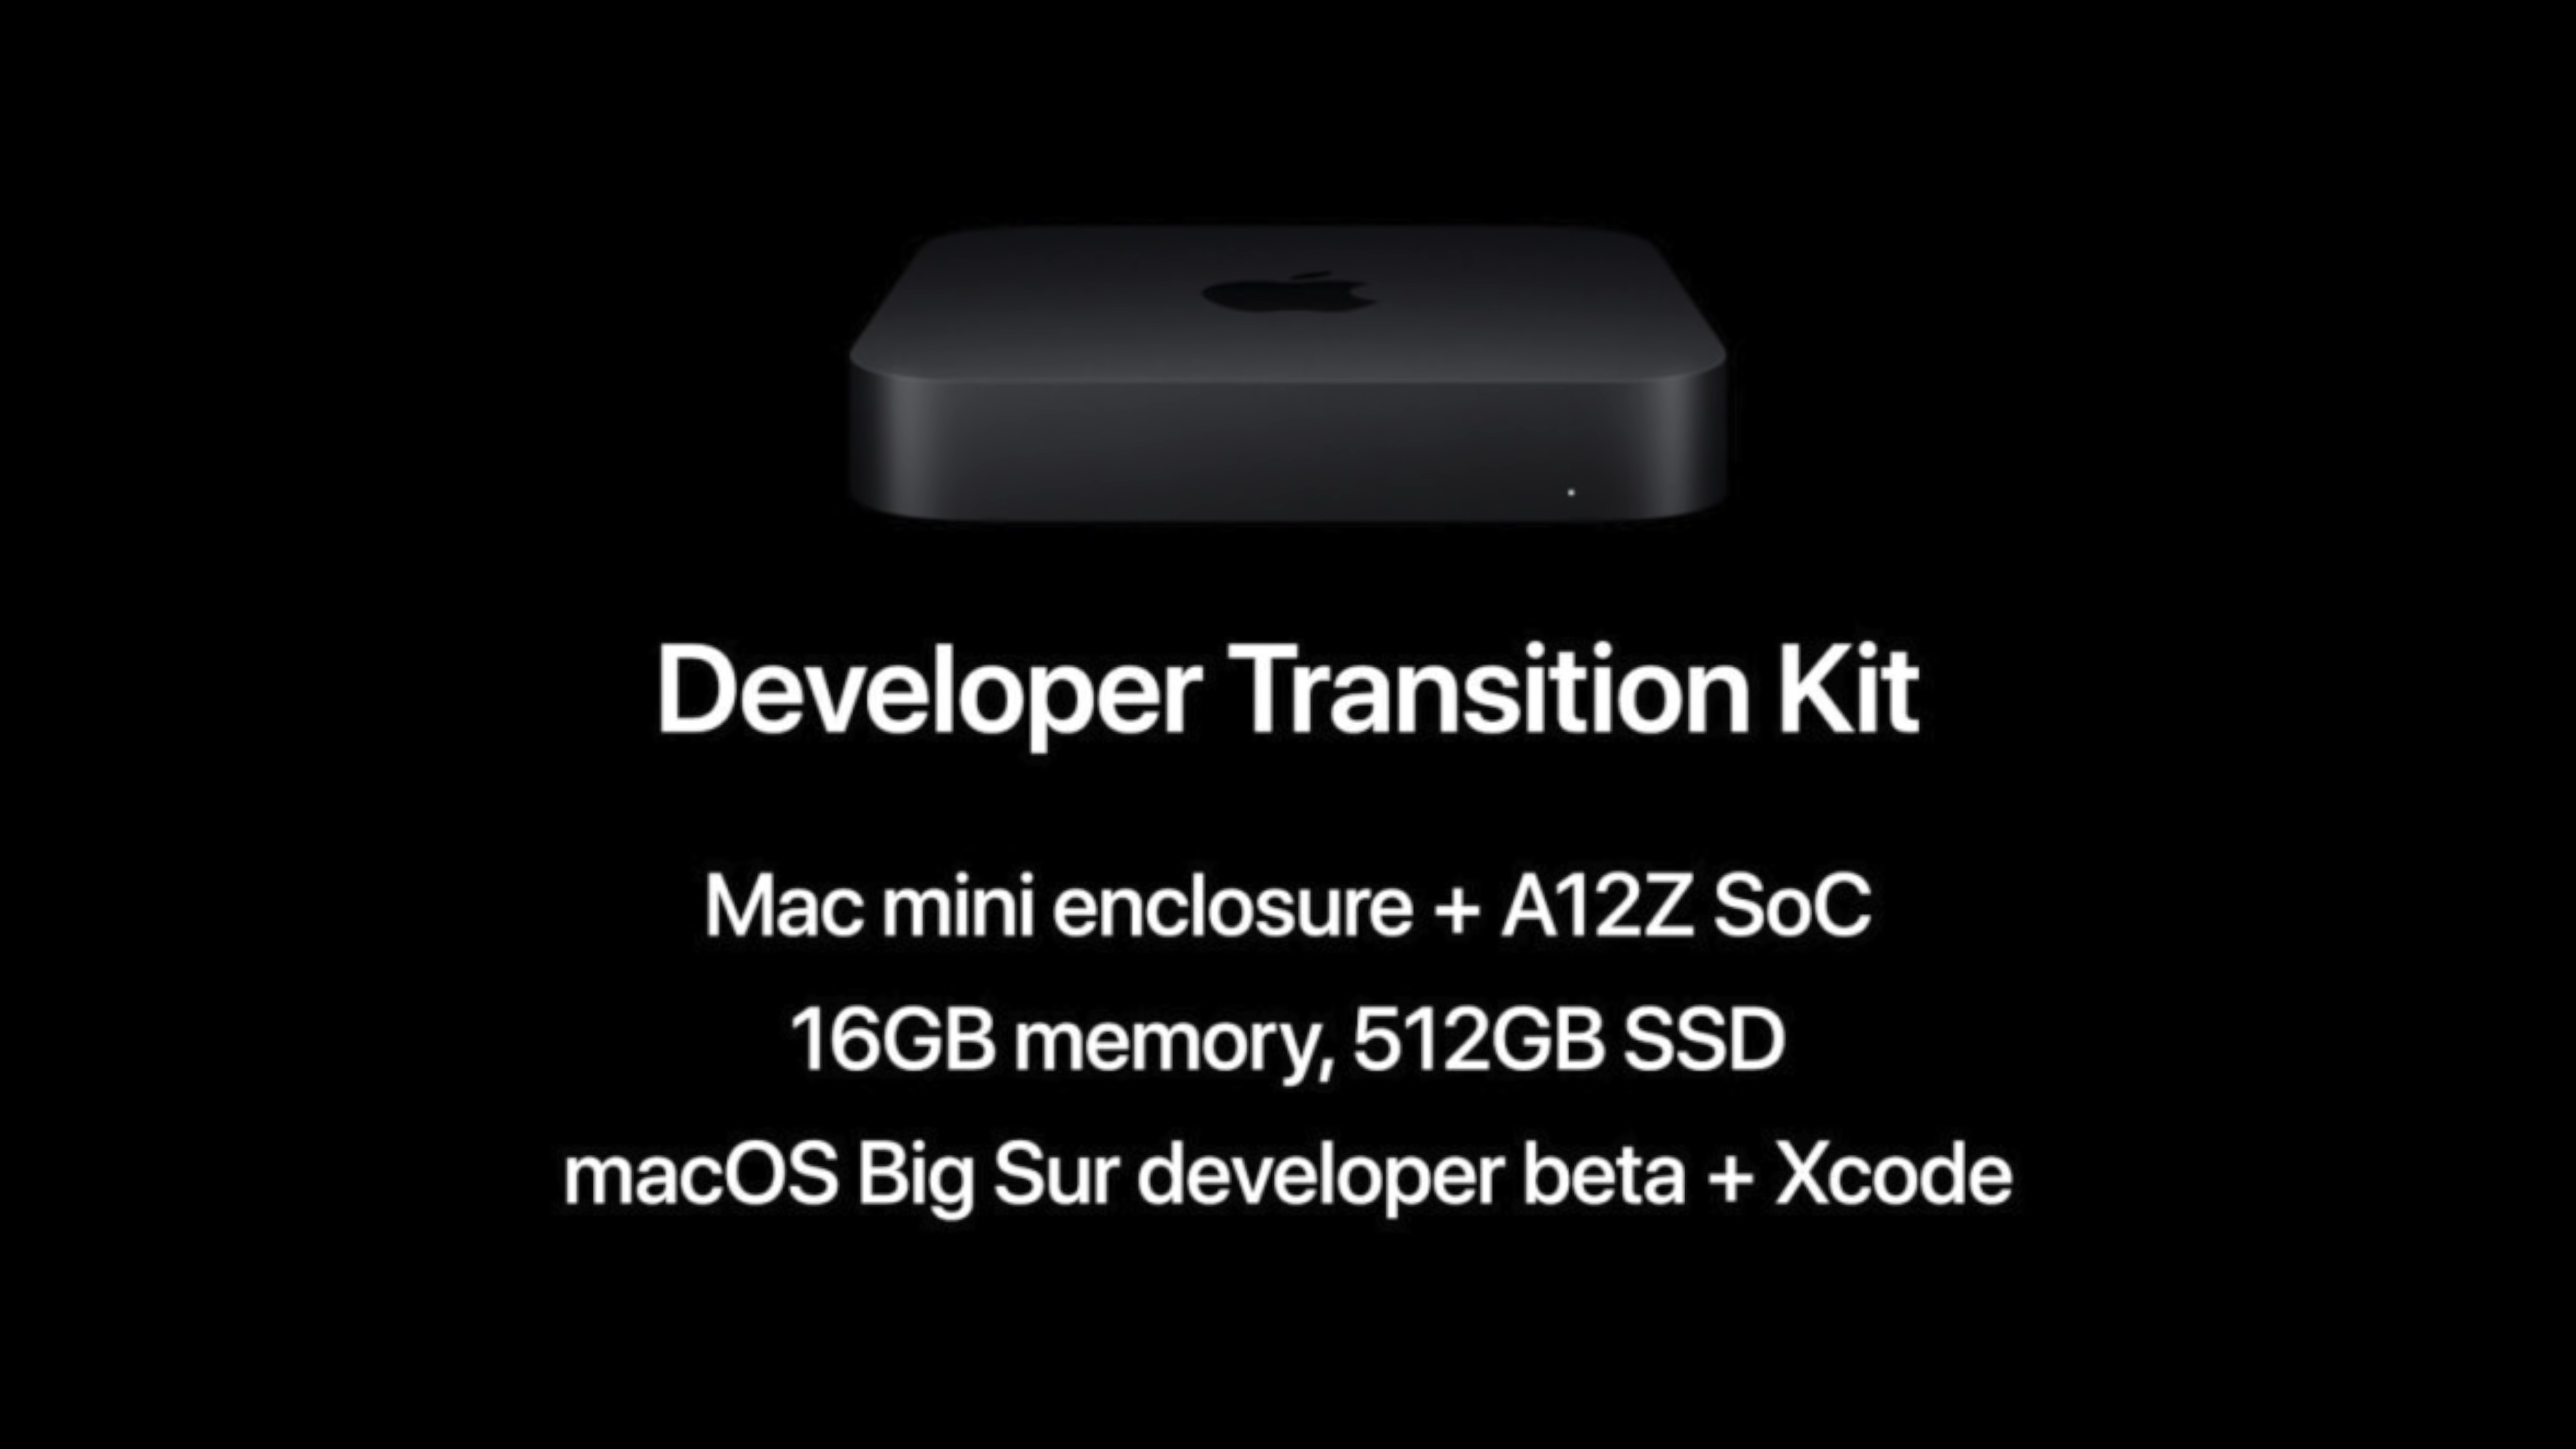 Developer Transition Kit
Mac mini enclosure + A12Z SoC
16GB memory, 512GB SSD
macOS Big Sur developer beta + Xcode